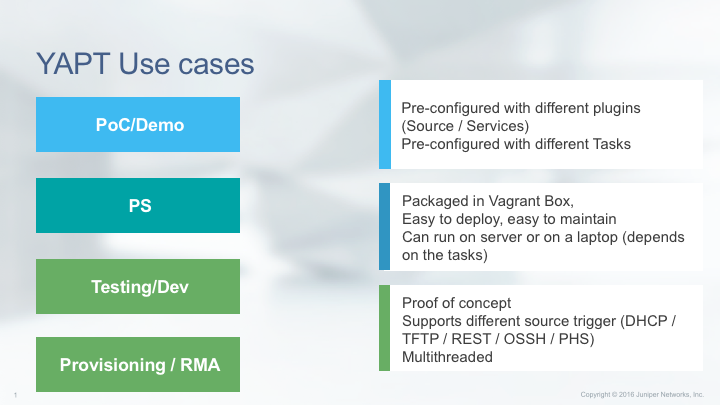 YAPT Use cases
PoC/Demo
PS
Testing/Dev
Provisioning / RMA
Pre-configured with different plugins
(Source / Services)
Pre-configured with different Tasks
Packaged in Vagrant Box,
Easy to deploy, easy to maintain
Can run on server or on a laptop (depends
on the tasks)
Proof of concept
Supports different source trigger (DHCP /
TFTP / REST / OSSH / PHS)
Multithreaded
1
Copyright © 2016 Juniper Networks, Inc.